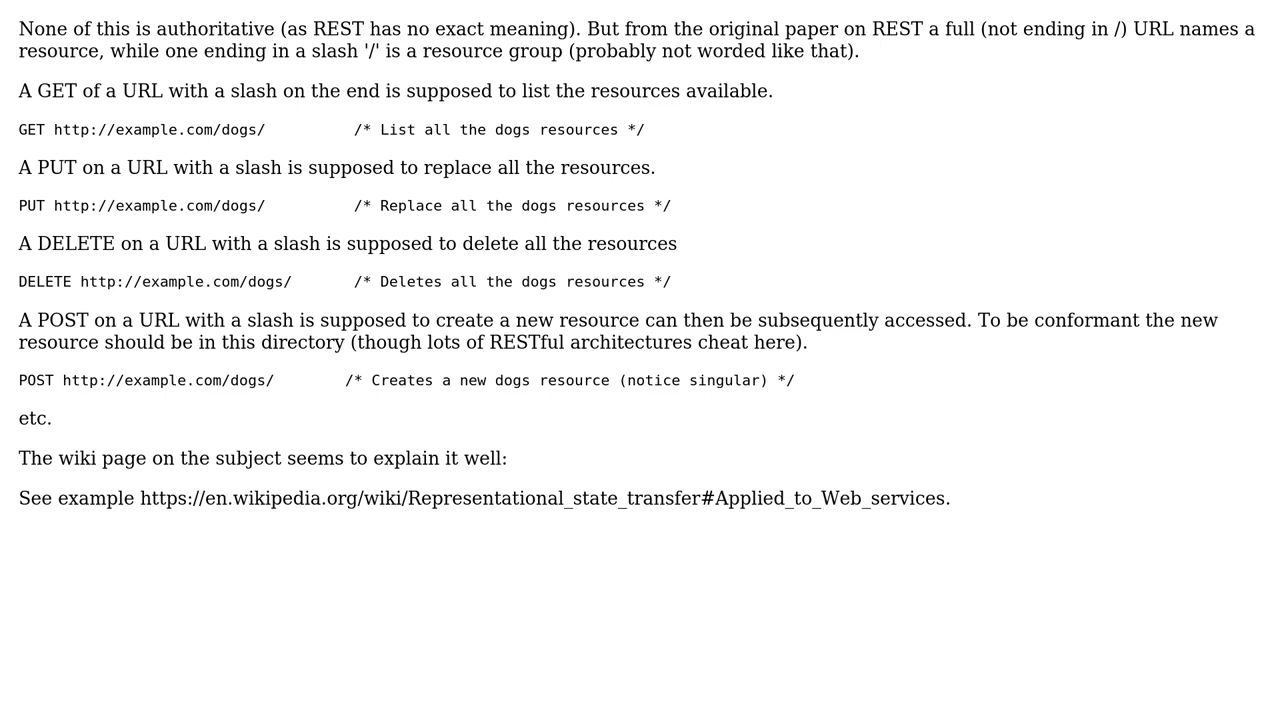 None of this is authoritative (as REST has no exact meaning). But from the original paper on REST a full (not ending in /) URL names a
resource, while one ending in a slash '/' is a resource group (probably not worded like that).
A GET of a URL with a slash on the end is supposed to list the resources available.
GET http://example.com/dogs/          /* List all the dogs resources */
A PUT on a URL with a slash is supposed to replace all the resources.
PUT http://example.com/dogs/          /* Replace all the dogs resources */
A DELETE on a URL with a slash is supposed to delete all the resources
DELETE http://example.com/dogs/       /* Deletes all the dogs resources */
A POST on a URL with a slash is supposed to create a new resource can then be subsequently accessed. To be conformant the new
resource should be in this directory (though lots of RESTful architectures cheat here).
POST http://example.com/dogs/        /* Creates a new dogs resource (notice singular) */
etc.
The wiki page on the subject seems to explain it well:
See example https://en.wikipedia.org/wiki/Representational_state_transfer#Applied_to_Web_services.